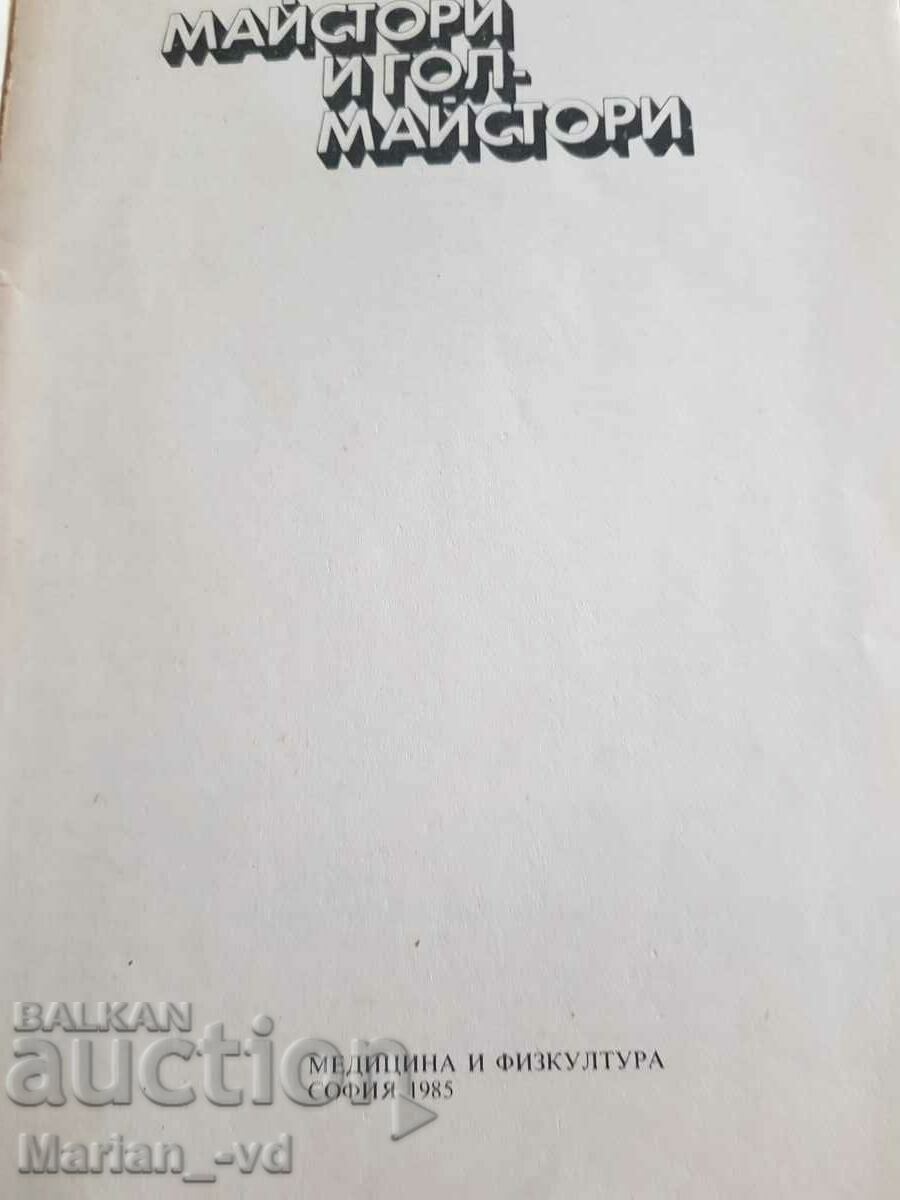 МАЙСТОРИ
И ГОЛ-
МАЙСТОРИ
МЕДИЦИНА И ФИЗКУЛТУРА
СОФИЯ 1985
BALKAN
auction
Marian_-vd